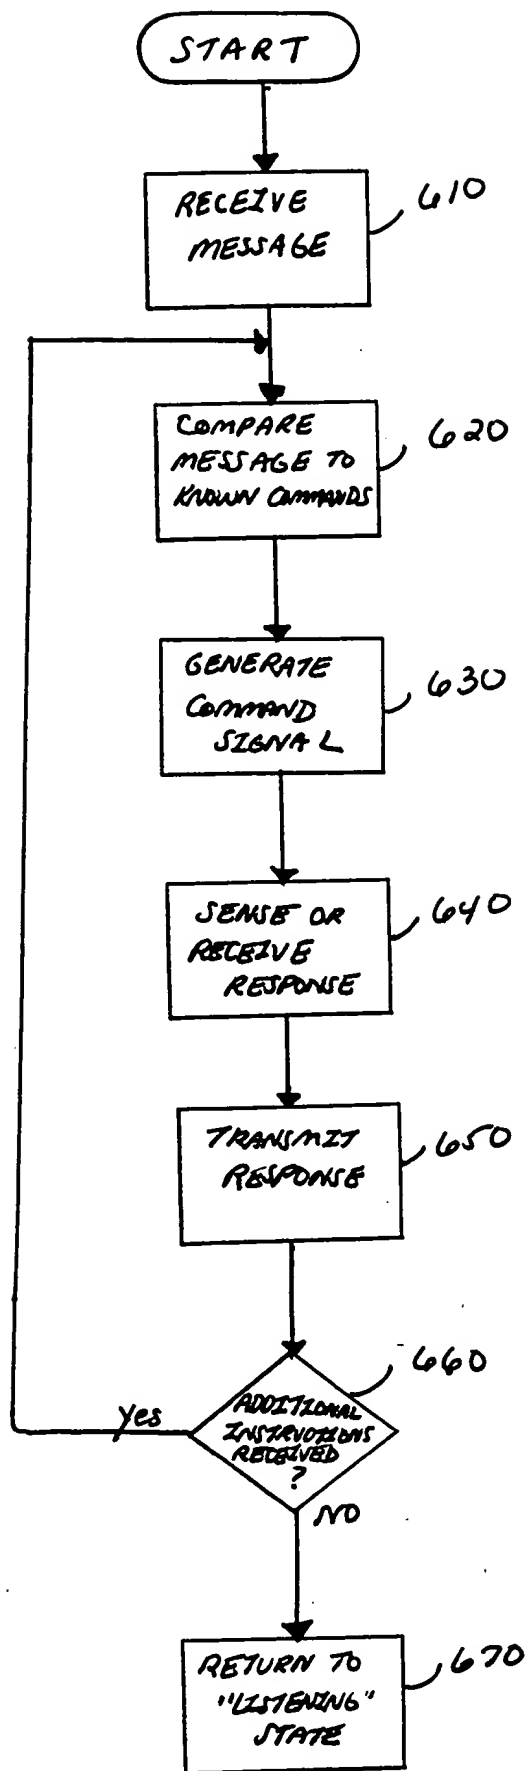 START
RECEIVE
MESSAGE
610
COMPARE
MESSAGE TO
KNOWN COMMANDS
620
GENERATE
COMMAND
SIGNAL
630
SENSE OR
RECEIVE
RESPONSE
640
TRANSMIT
RESPONSE
650
ADDITIONAL
INSTRUCTIONS
RECEIVED
?
660
Yes
NO
RETURN TO
"LISTENING"
STATE
670